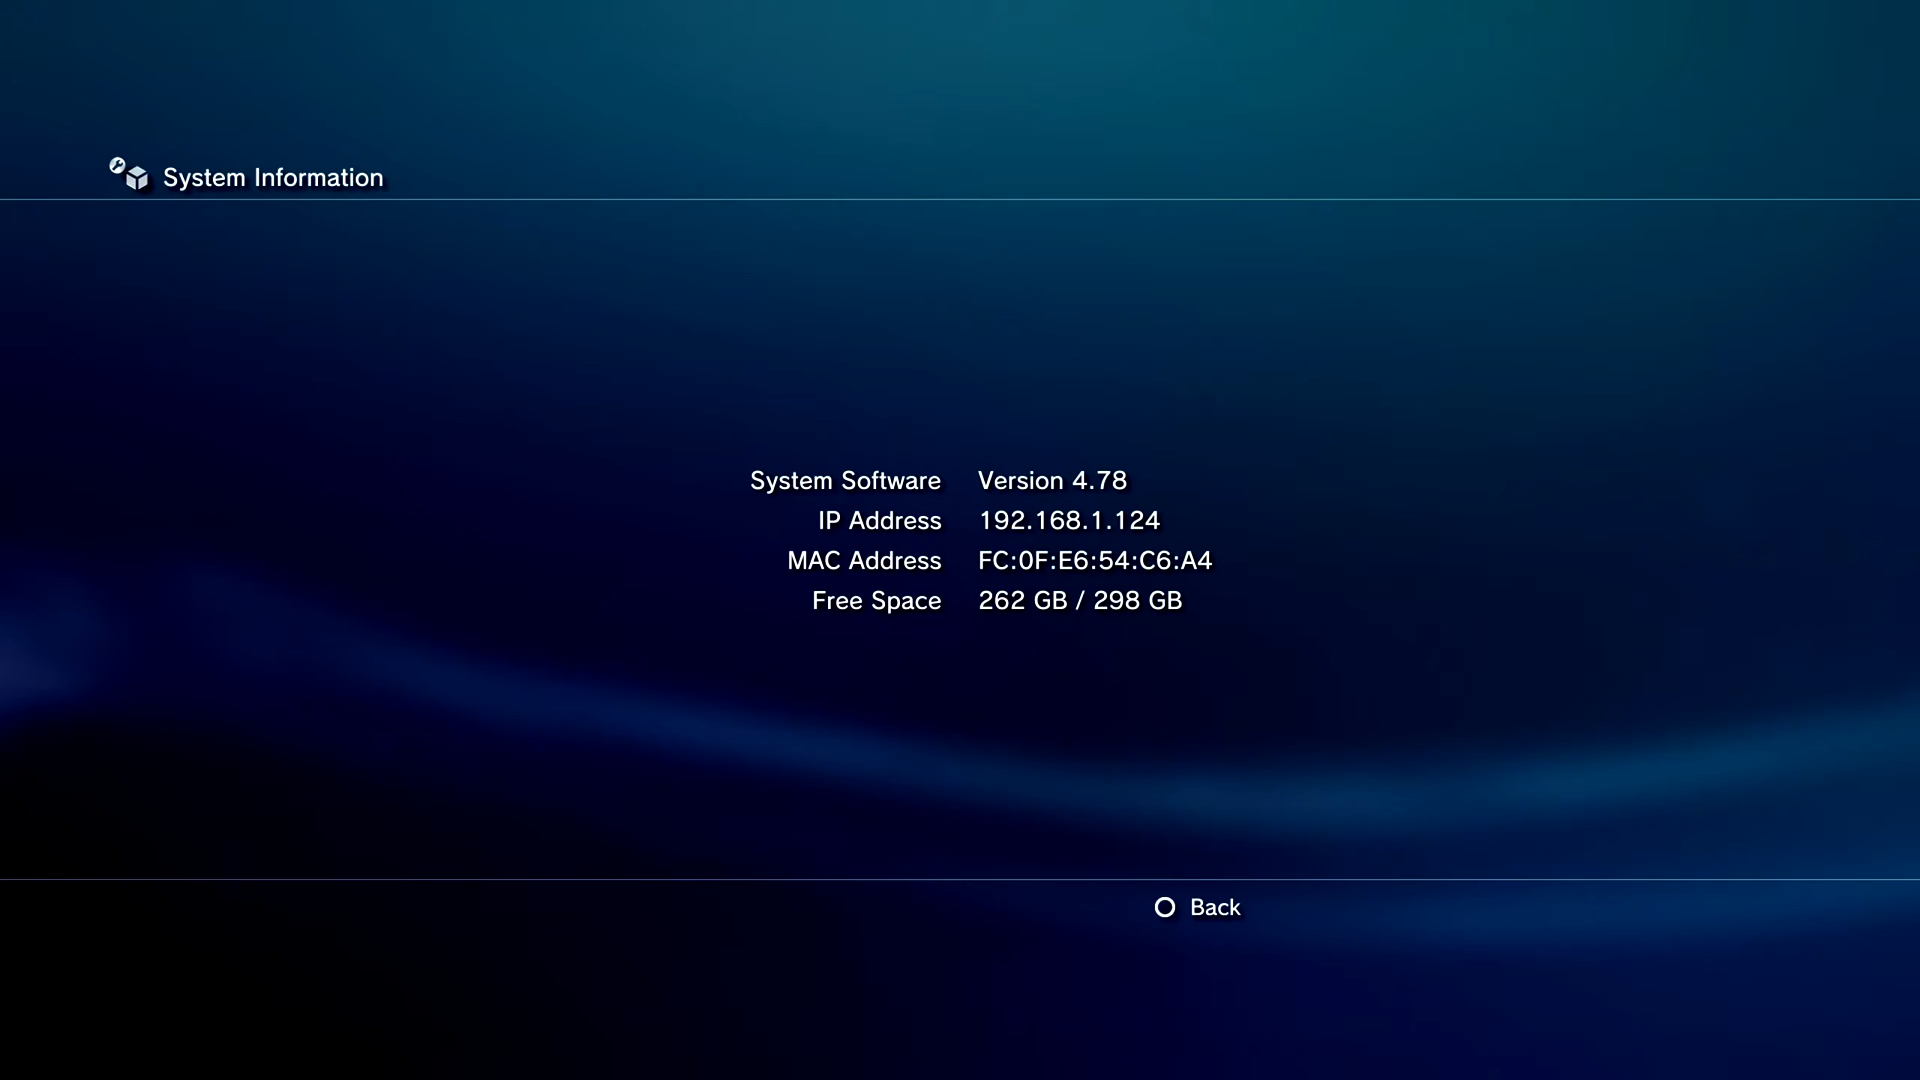 System Information
System Software Version 4.78
IP Address 192.168.1.124
MAC Address FC:0F:E6:54:C6:A4
Free Space 262 GB / 298 GB
Back